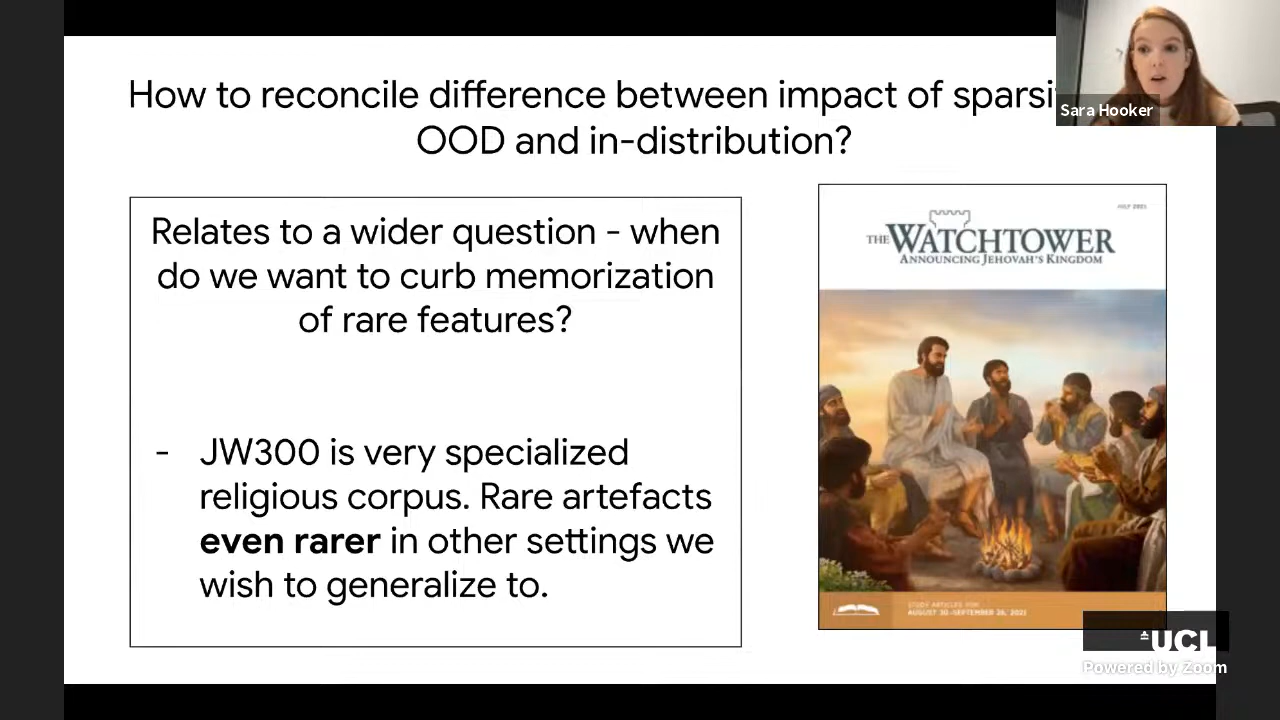 How to reconcile difference between impact of
OOD and in-distribution?
Sara Hooker
Relates to a wider question - when
do we want to curb memorization
of rare features?
- JW300 is very specialized
religious corpus. Rare artefacts
even rarer in other settings we
wish to generalize to.
JULY 2021
THE WATCHTOWER
ANNOUNCING JEHOVAH'S KINGDOM
STUDY ARTICLES FOR
AUGUST 30-SEPTEMBER 26, 2021
UCL
Powered by Zoom